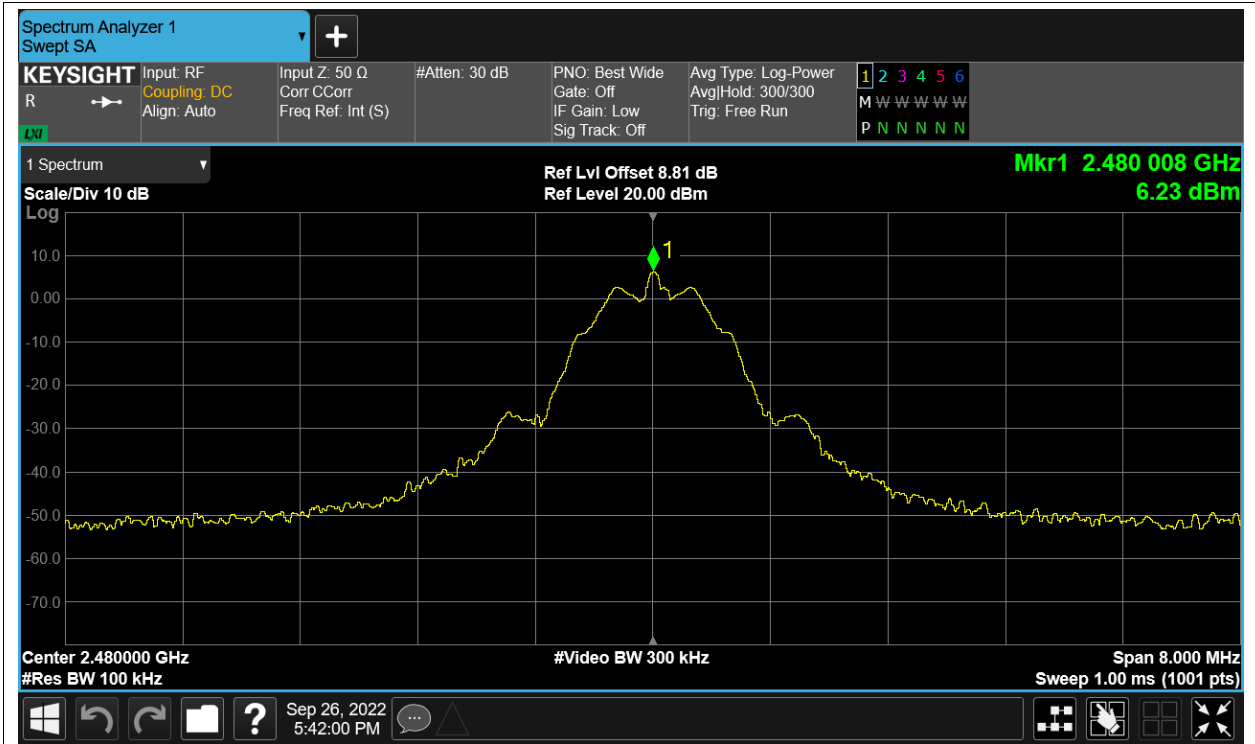 Spectrum Analyzer 1
Swept SA
+
KEYSIGHT
R
LXI
Input: RF
Coupling: DC
Align: Auto
Input Z: 50 Ω
Corr CCorr
Freq Ref: Int (S)
#Atten: 30 dB
PNO: Best Wide
Gate: Off
IF Gain: Low
Sig Track: Off
Avg Type: Log-Power
Avg|Hold: 300/300
Trig: Free Run
1 2 3 4 5 6
M W W W W W
P N N N N N
1 Spectrum
Scale/Div 10 dB
Log
Ref Lvl Offset 8.81 dB
Ref Level 20.00 dBm
Mkr1 2.480 008 GHz
6.23 dBm
1
10.0
0.00
-10.0
-20.0
-30.0
-40.0
-50.0
-60.0
-70.0
Center 2.480000 GHz
#Res BW 100 kHz
#Video BW 300 kHz
Span 8.000 MHz
Sweep 1.00 ms (1001 pts)
?
Sep 26, 2022
5:42:00 PM